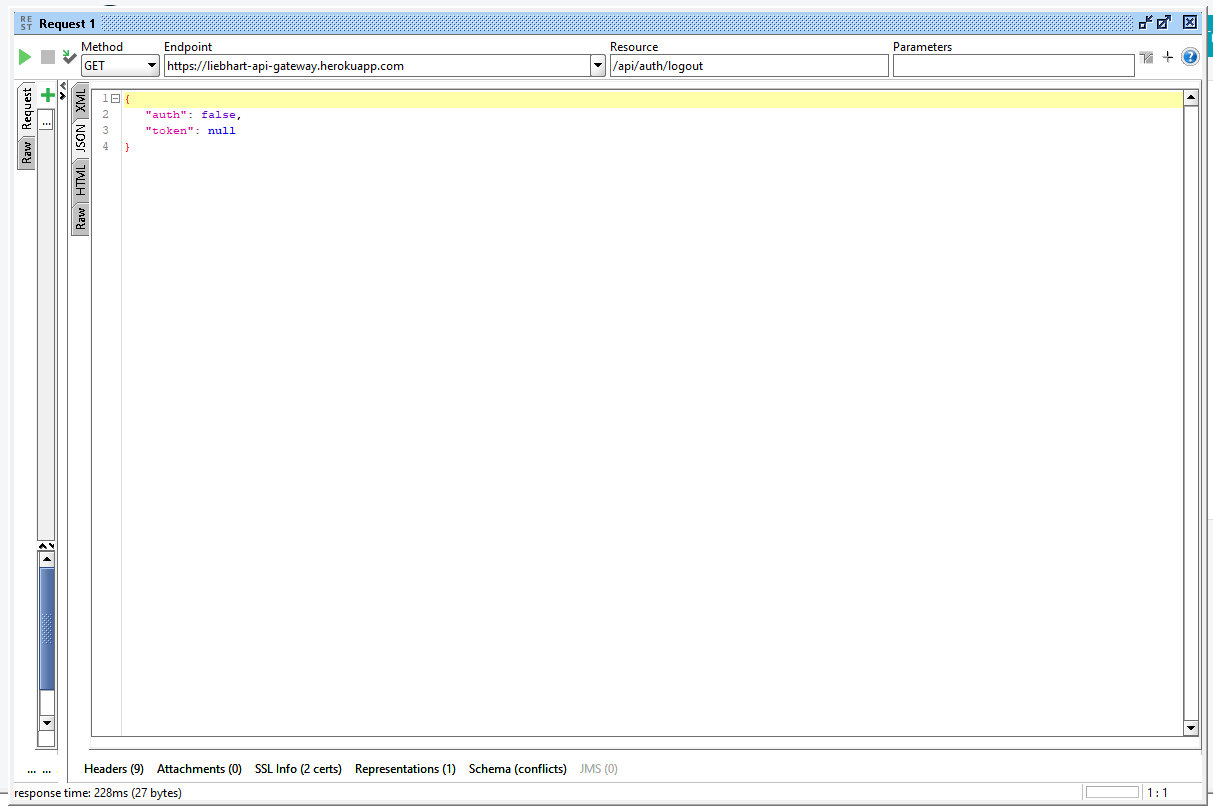 RE
ST
Request 1
Method
Endpoint
Resource
Parameters
GET
https://liebhart-api-gateway.herokuapp.com
/api/auth/logout
?
Request
Raw
...
XML
JSON
HTML
Raw
1 {
2 "auth": false,
3 "token": null
4 }
... ...
Headers (9) Attachments (0) SSL Info (2 certs) Representations (1) Schema (conflicts) JMS (0)
response time: 228ms (27 bytes)
1 : 1